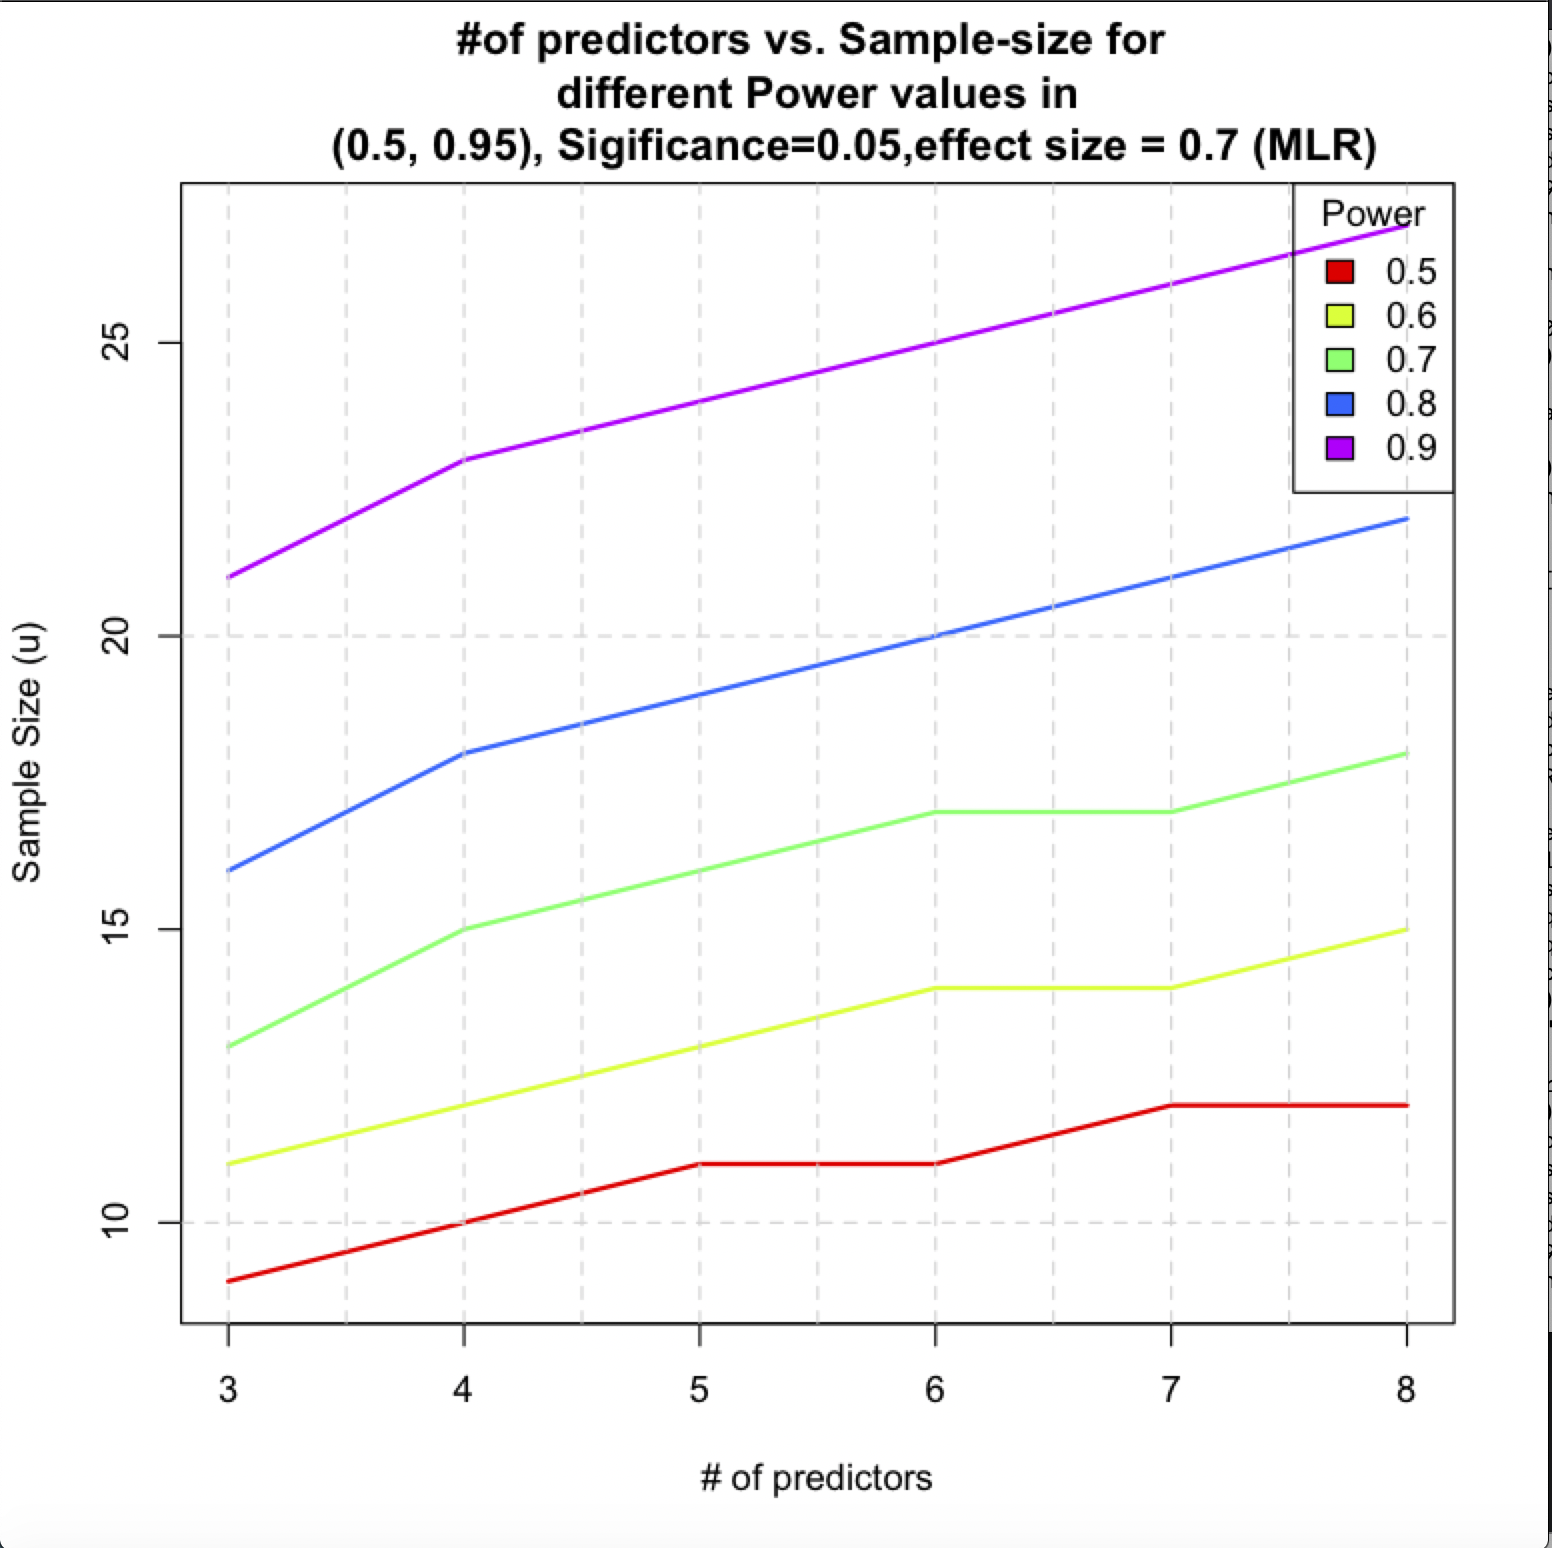 #of predictors vs. Sample-size for
different Power values in
(0.5, 0.95), Sigificance=0.05,effect size = 0.7 (MLR)
Power
0.5
0.6
0.7
0.8
0.9
25
20
15
10
Sample Size (u)
3 4 5 6 7 8
# of predictors